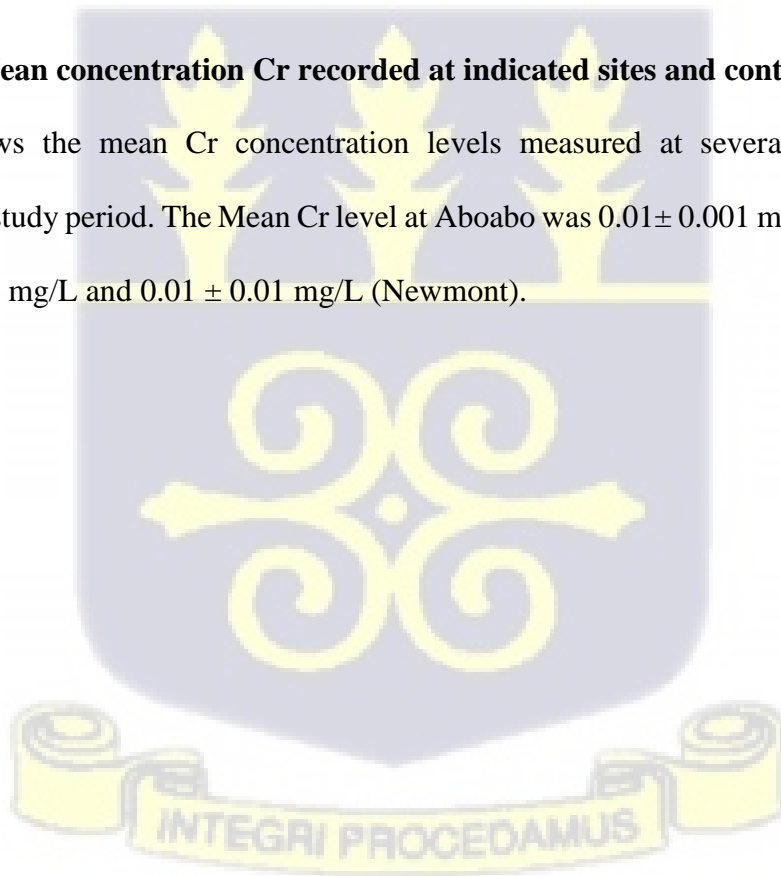 ean concentration Cr recorded at indicated sites and cont
ws the mean Cr concentration levels measured at severa
study period. The Mean Cr level at Aboabo was 0.01± 0.001 m
mg/L and 0.01 ± 0.01 mg/L (Newmont).
INTEGRI PROCEDAMUS